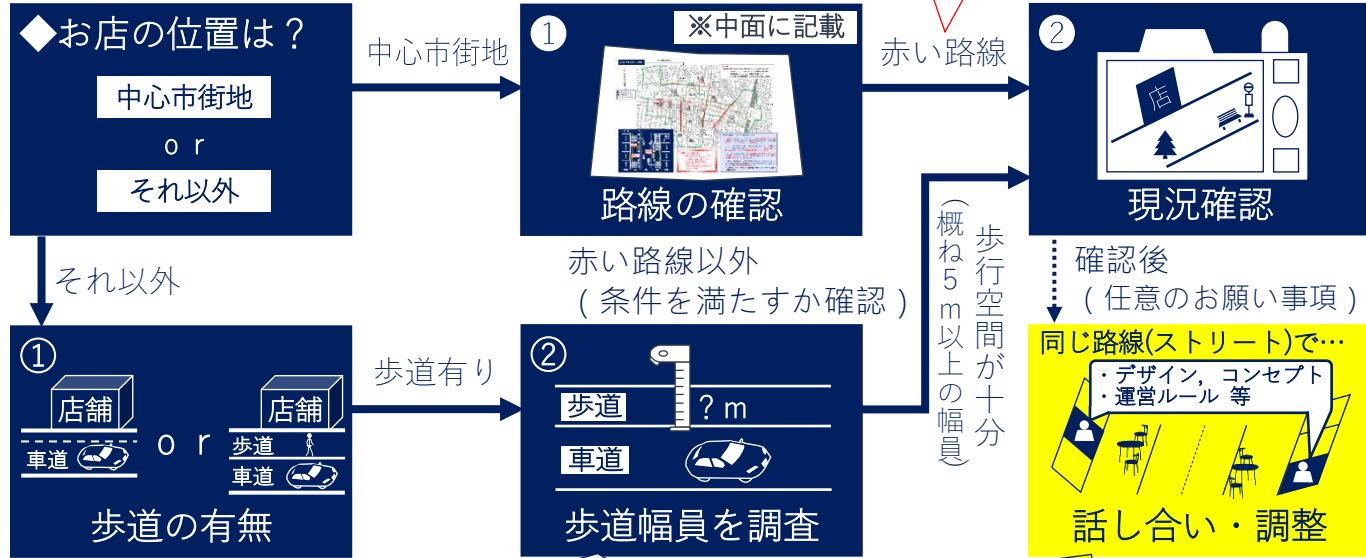 ◆お店の位置は？
中心市街地
or
それ以外
中心市街地
①
※中面に記載
路線の確認
赤い路線
②
店
現況確認
それ以外
赤い路線以外
(条件を満たすか確認)
歩行空間が十分
(概ね5m以上の幅員)
確認後
(任意のお願い事項)
①
店舗
車道
or
店舗
歩道
車道
歩道の有無
歩道有り
②
歩道
?m
車道
歩道幅員を調査
同じ路線(ストリート)で…
・デザイン，コンセプト
・運営ルール 等
話し合い・調整